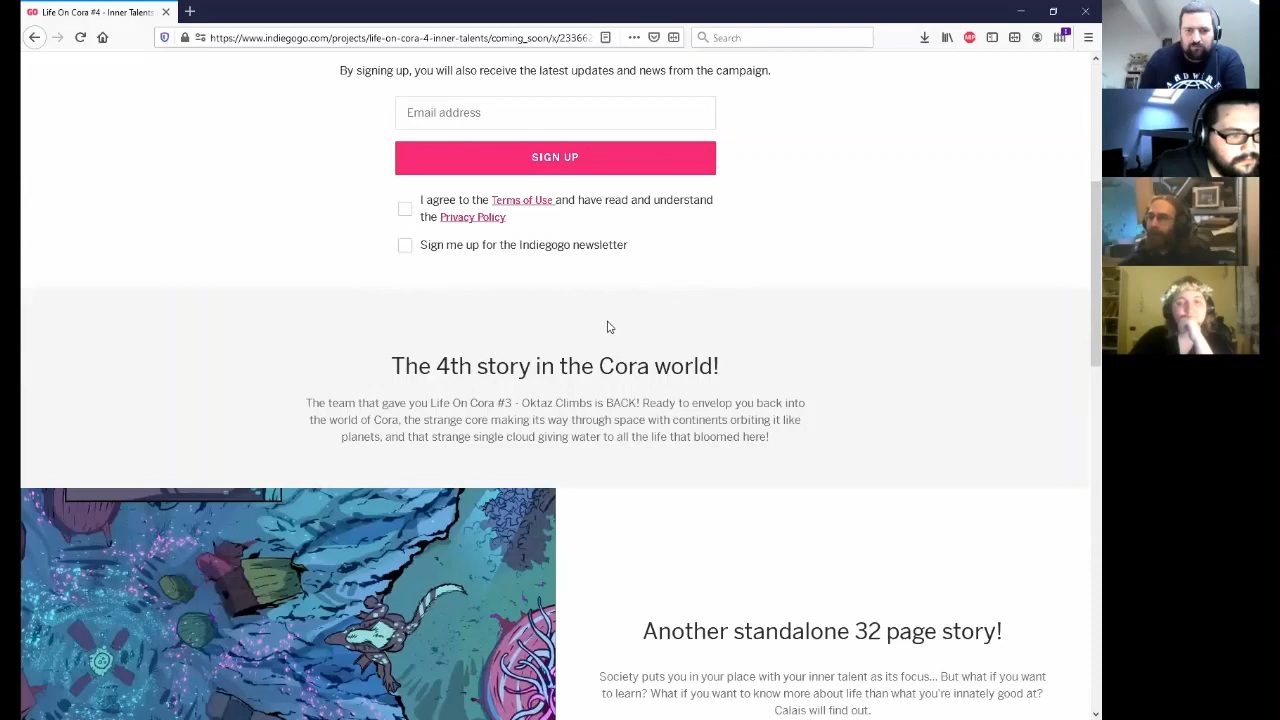 GO Life On Cora #4 - Inner Talents
https://www.indiegogo.com/projects/life-on-cora-4-inner-talents/coming_soon/x/23366
Search
ABP
1
By signing up, you will also receive the latest updates and news from the campaign.
Email address
SIGN UP
I agree to the Terms of Use and have read and understand
the Privacy Policy
Sign me up for the Indiegogo newsletter
The 4th story in the Cora world!
The team that gave you Life On Cora #3 - Oktaz Climbs is BACK! Ready to envelop you back into
the world of Cora, the strange core making its way through space with continents orbiting it like
planets, and that strange single cloud giving water to all the life that bloomed here!
Another standalone 32 page story!
Society puts you in your place with your inner talent as its focus... But what if you want
to learn? What if you want to know more about life than what you're innately good at?
Calais will find out.